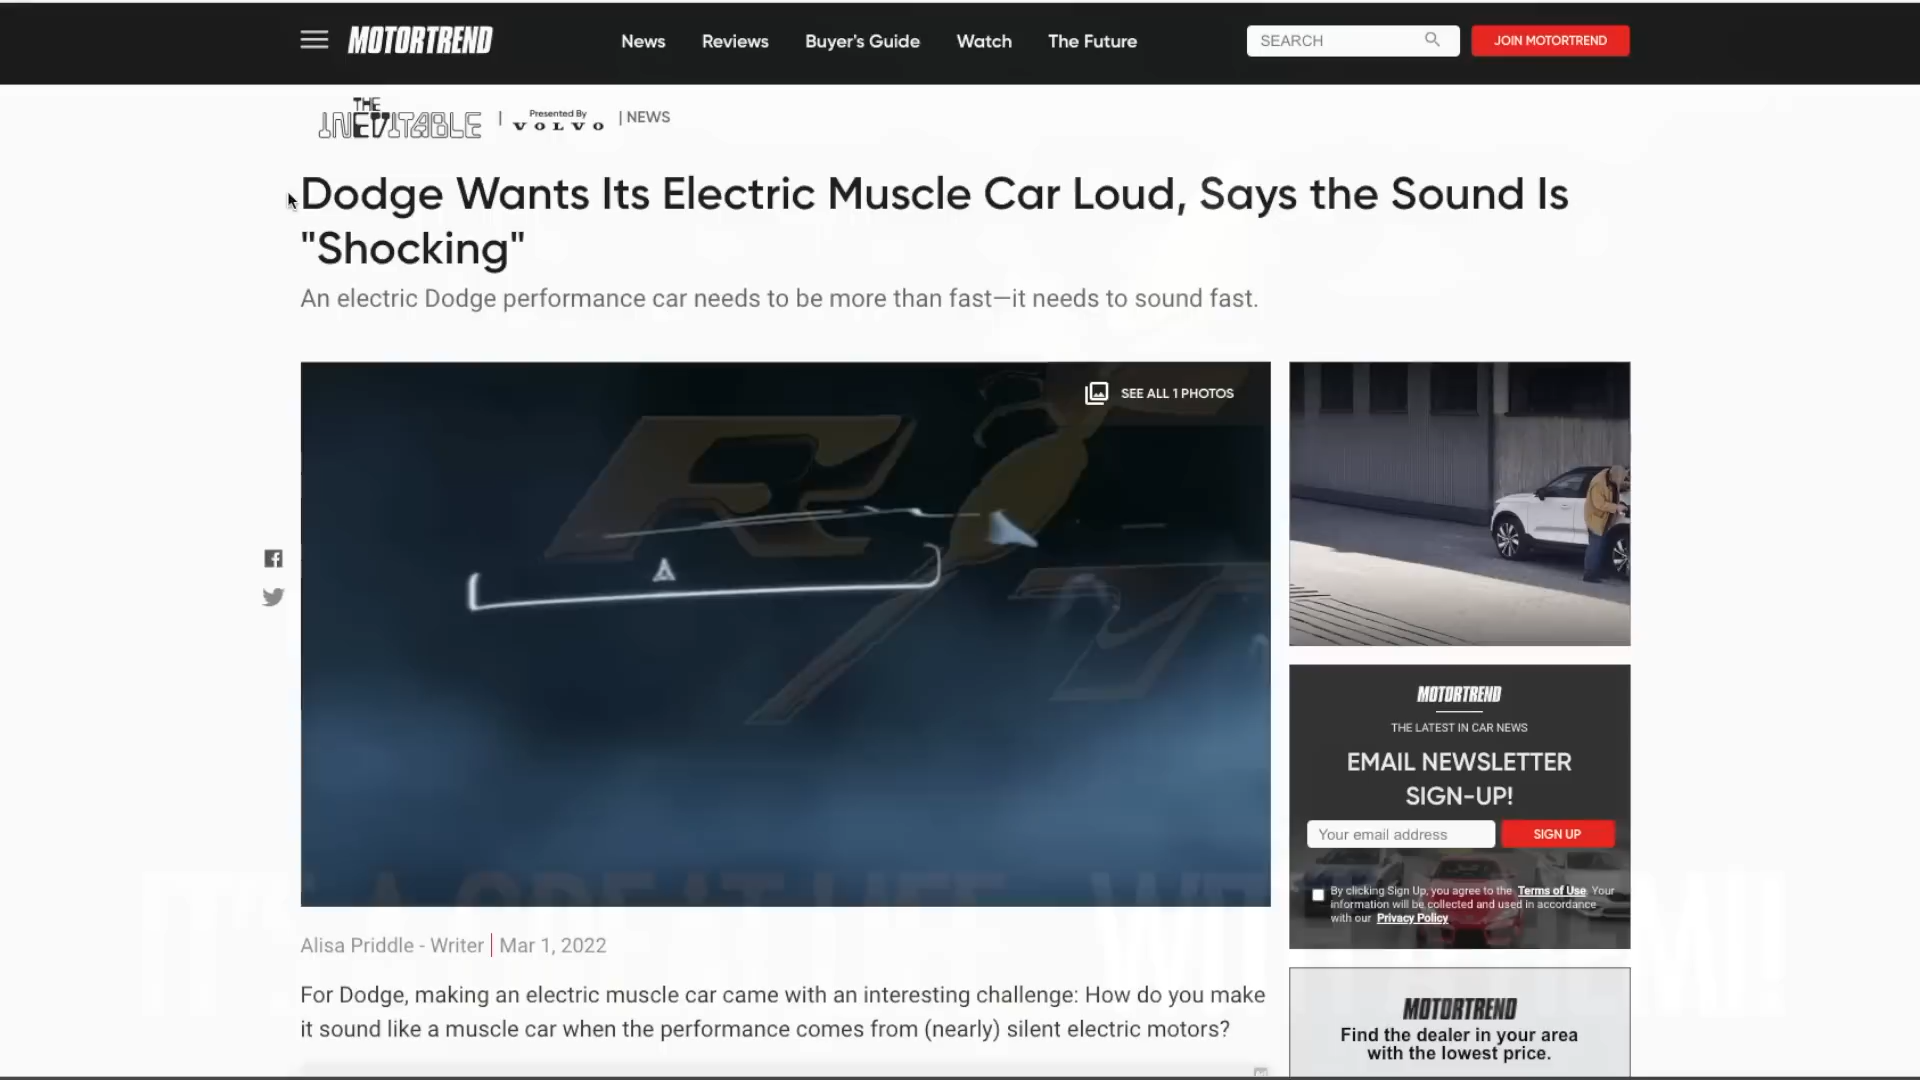 MOTORTREND
News Reviews Buyer's Guide Watch The Future
SEARCH
JOIN MOTORTREND
THE
INEVITABLE
Presented By
VOLVO
| NEWS
Dodge Wants Its Electric Muscle Car Loud, Says the Sound Is
"Shocking"
An electric Dodge performance car needs to be more than fast—it needs to sound fast.
SEE ALL 1 PHOTOS
R/T
Alisa Priddle - Writer | Mar 1, 2022
For Dodge, making an electric muscle car came with an interesting challenge: How do you make
it sound like a muscle car when the performance comes from (nearly) silent electric motors?
MOTORTREND
THE LATEST IN CAR NEWS
EMAIL NEWSLETTER
SIGN-UP!
Your email address
SIGN UP
By clicking Sign Up, you agree to the Terms of Use. Your
information will be collected and used in accordance
with our Privacy Policy
MOTORTREND
Find the dealer in your area
with the lowest price.
IT'S A GREAT LIFE WITH A HEMI!